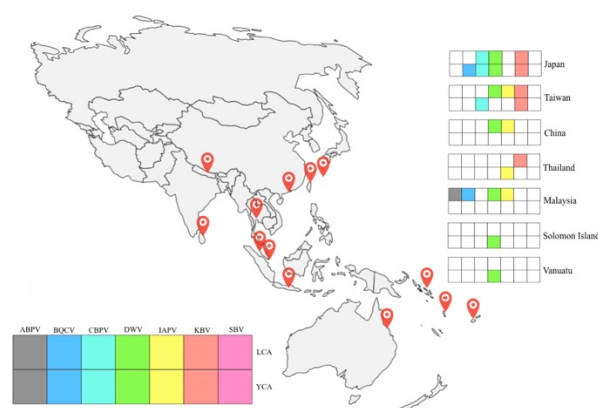 Japan
Taiwan
China
Thailand
Malaysia
Solomon Island
Vanuatu
ABPV BQCV CBPV DWV IAPV KBV SBV
LCA
YCA